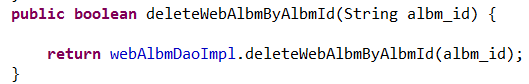 public boolean deleteWebAlbmByAlbmId(String albm_id) {
return webAlbmDaoImpl.deleteWebAlbmByAlbmId(albm_id);
}